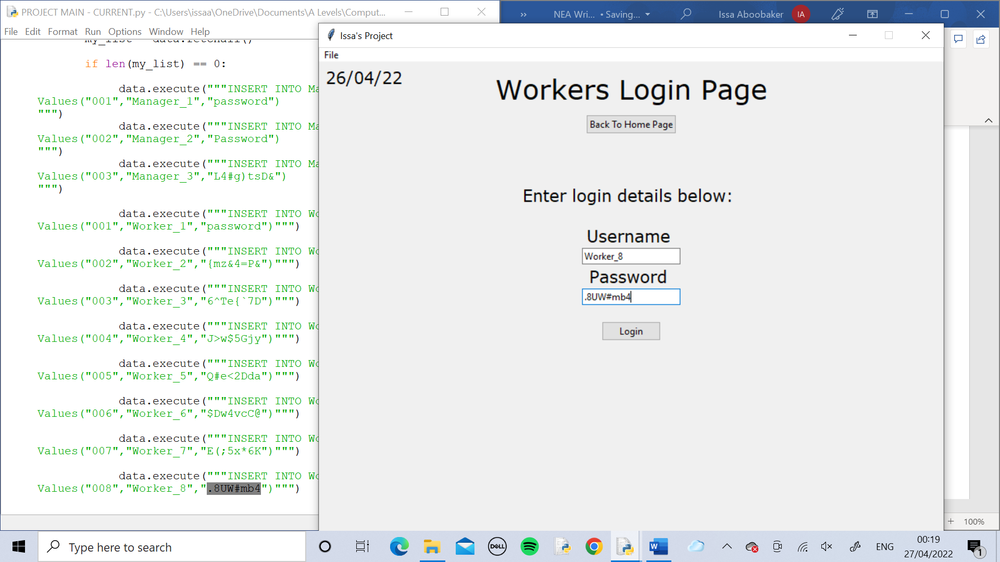 PROJECT MAIN - CURRENT.py - C:\Users\issaa\OneDrive\Documents\A Levels\Comput...
File Edit Format Run Options Window Help
my_list = data.fetchall()
if len(my_list) == 0:
data.execute("""INSERT INTO Ma
Values("001","Manager_1","password")
""")
data.execute("""INSERT INTO Ma
Values("002","Manager_2","Password")
""")
data.execute("""INSERT INTO Ma
Values("003","Manager_3","L4#g)tsD&")
""")
data.execute("""INSERT INTO Wo
Values("001","Worker_1","password")""")
data.execute("""INSERT INTO Wo
Values("002","Worker_2","{mz&4=P&")""")
data.execute("""INSERT INTO Wo
Values("003","Worker_3","6^Te{`7D")""")
data.execute("""INSERT INTO Wo
Values("004","Worker_4","J>w$5Gjy")""")
data.execute("""INSERT INTO Wo
Values("005","Worker_5","Q#e<2Dda")""")
data.execute("""INSERT INTO Wo
Values("006","Worker_6","$Dw4vcC@")""")
data.execute("""INSERT INTO Wo
Values("007","Worker_7","E(;5x*6K")""")
data.execute("""INSERT INTO Wo
Values("008","Worker_8",".8UW#mb4")""")
NEA Wri... • Saving...
Issa Aboobaker
IA
Issa's Project
File
26/04/22
Workers Login Page
Back To Home Page
Enter login details below:
Username
Worker_8
Password
.8UW#mb4
Login
+ 100%
Type here to search
DELL
W
ENG
00:19
27/04/2022
1